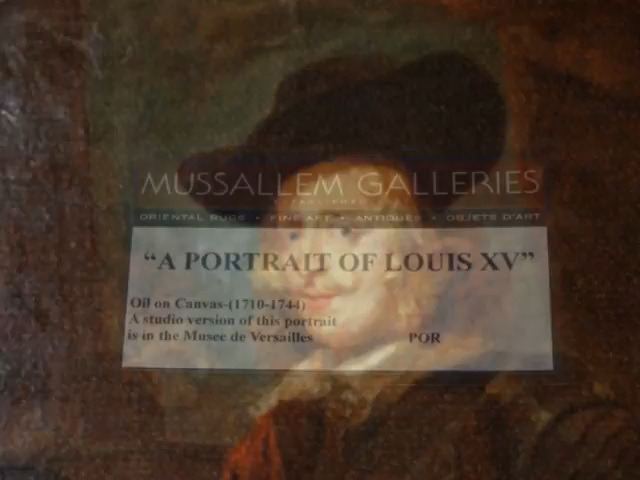 MUSSALLEM GALLERIES
ORIENTAL RUGS • FINE ART • ANTIQUES • OBJETS D'ART
“A PORTRAIT OF LOUIS XV”
Oil on Canvas-(1710-1744)
A studio version of this portrait
is in the Musee de Versailles POR